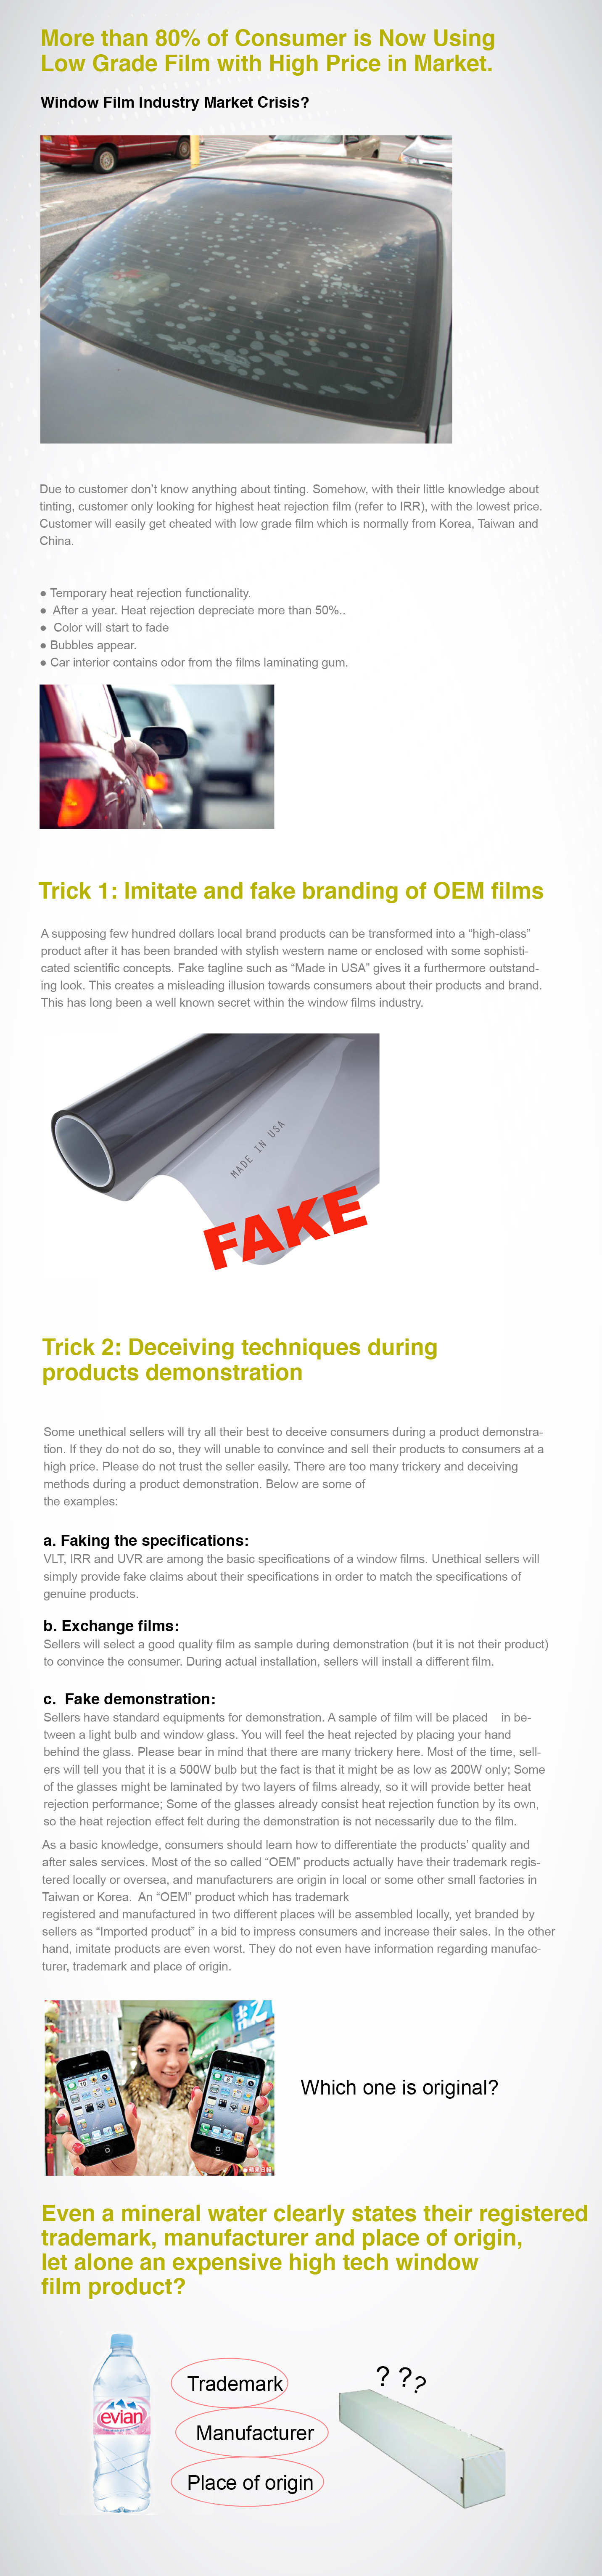 More than 80% of Consumer is Now Using
Low Grade Film with High Price in Market.
Window Film Industry Market Crisis?
Due to customer don't know anything about tinting. Somehow, with their little knowledge about
tinting, customer only looking for highest heat rejection film (refer to IRR), with the lowest price.
Customer will easily get cheated with low grade film which is normally from Korea, Taiwan and
China.
● Temporary heat rejection functionality.
● After a year. Heat rejection depreciate more than 50%..
● Color will start to fade
● Bubbles appear.
● Car interior contains odor from the films laminating gum.
Trick 1: Imitate and fake branding of OEM films
A supposing few hundred dollars local brand products can be transformed into a “high-class”
product after it has been branded with stylish western name or enclosed with some sophisti-
cated scientific concepts. Fake tagline such as “Made in USA” gives it a furthermore outstand-
ing look. This creates a misleading illusion towards consumers about their products and brand.
This has long been a well known secret within the window films industry.
MADE IN USA
FAKE
Trick 2: Deceiving techniques during
products demonstration
Some unethical sellers will try all their best to deceive consumers during a product demonstra-
tion. If they do not do so, they will unable to convince and sell their products to consumers at a
high price. Please do not trust the seller easily. There are too many trickery and deceiving
methods during a product demonstration. Below are some of
the examples:
a. Faking the specifications:
VLT, IRR and UVR are among the basic specifications of a window films. Unethical sellers will
simply provide fake claims about their specifications in order to match the specifications of
genuine products.
b. Exchange films:
Sellers will select a good quality film as sample during demonstration (but it is not their product)
to convince the consumer. During actual installation, sellers will install a different film.
c. Fake demonstration:
Sellers have standard equipments for demonstration. A sample of film will be placed in be-
tween a light bulb and window glass. You will feel the heat rejected by placing your hand
behind the glass. Please bear in mind that there are many trickery here. Most of the time, sell-
ers will tell you that it is a 500W bulb but the fact is that it might be as low as 200W only; Some
of the glasses might be laminated by two layers of films already, so it will provide better heat
rejection performance; Some of the glasses already consist heat rejection function by its own,
so the heat rejection effect felt during the demonstration is not necessarily due to the film.
As a basic knowledge, consumers should learn how to differentiate the products' quality and
after sales services. Most of the so called “OEM” products actually have their trademark regis-
tered locally or oversea, and manufacturers are origin in local or some other small factories in
Taiwan or Korea. An “OEM” product which has trademark
registered and manufactured in two different places will be assembled locally, yet branded by
sellers as “Imported product” in a bid to impress consumers and increase their sales. In the other
hand, imitate products are even worst. They do not even have information regarding manufac-
turer, trademark and place of origin.
Which one is original?
Even a mineral water clearly states their registered
trademark, manufacturer and place of origin,
let alone an expensive high tech window
film product?
evian
Trademark
Manufacturer
Place of origin
? ? ?